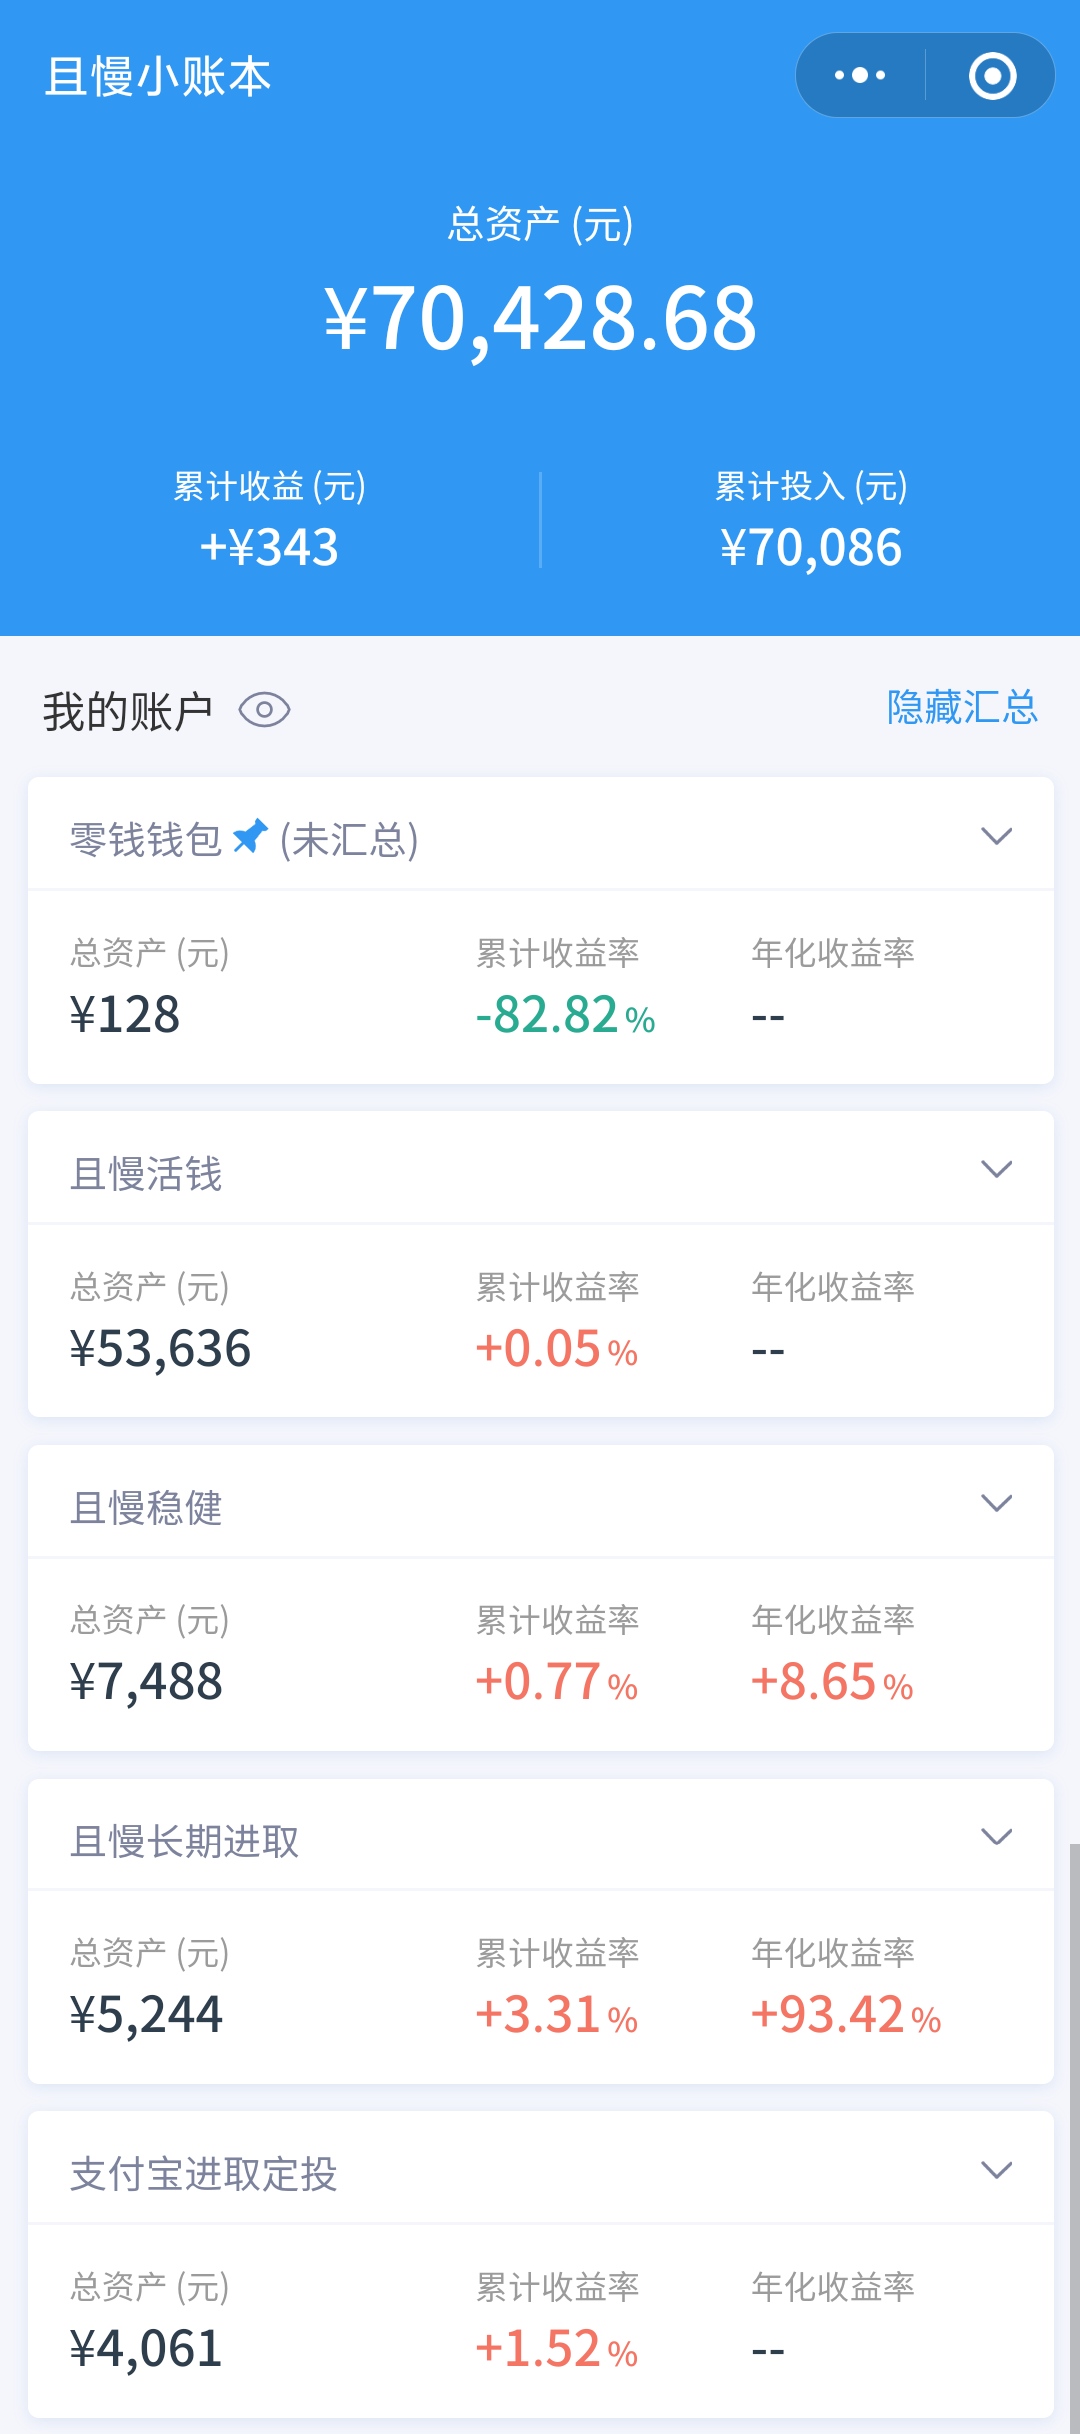 且慢小账本
总资产 (元)
¥70,428.68
累计收益 (元) 累计投入 (元)
+¥343 ¥70,086
我的账户 隐藏汇总
零钱钱包 (未汇总)
总资产 (元) 累计收益率 年化收益率
¥128 -82.82% --
且慢活钱
总资产 (元) 累计收益率 年化收益率
¥53,636 +0.05% --
且慢稳健
总资产 (元) 累计收益率 年化收益率
¥7,488 +0.77% +8.65%
且慢长期进取
总资产 (元) 累计收益率 年化收益率
¥5,244 +3.31% +93.42%
支付宝进取定投
总资产 (元) 累计收益率 年化收益率
¥4,061 +1.52% --